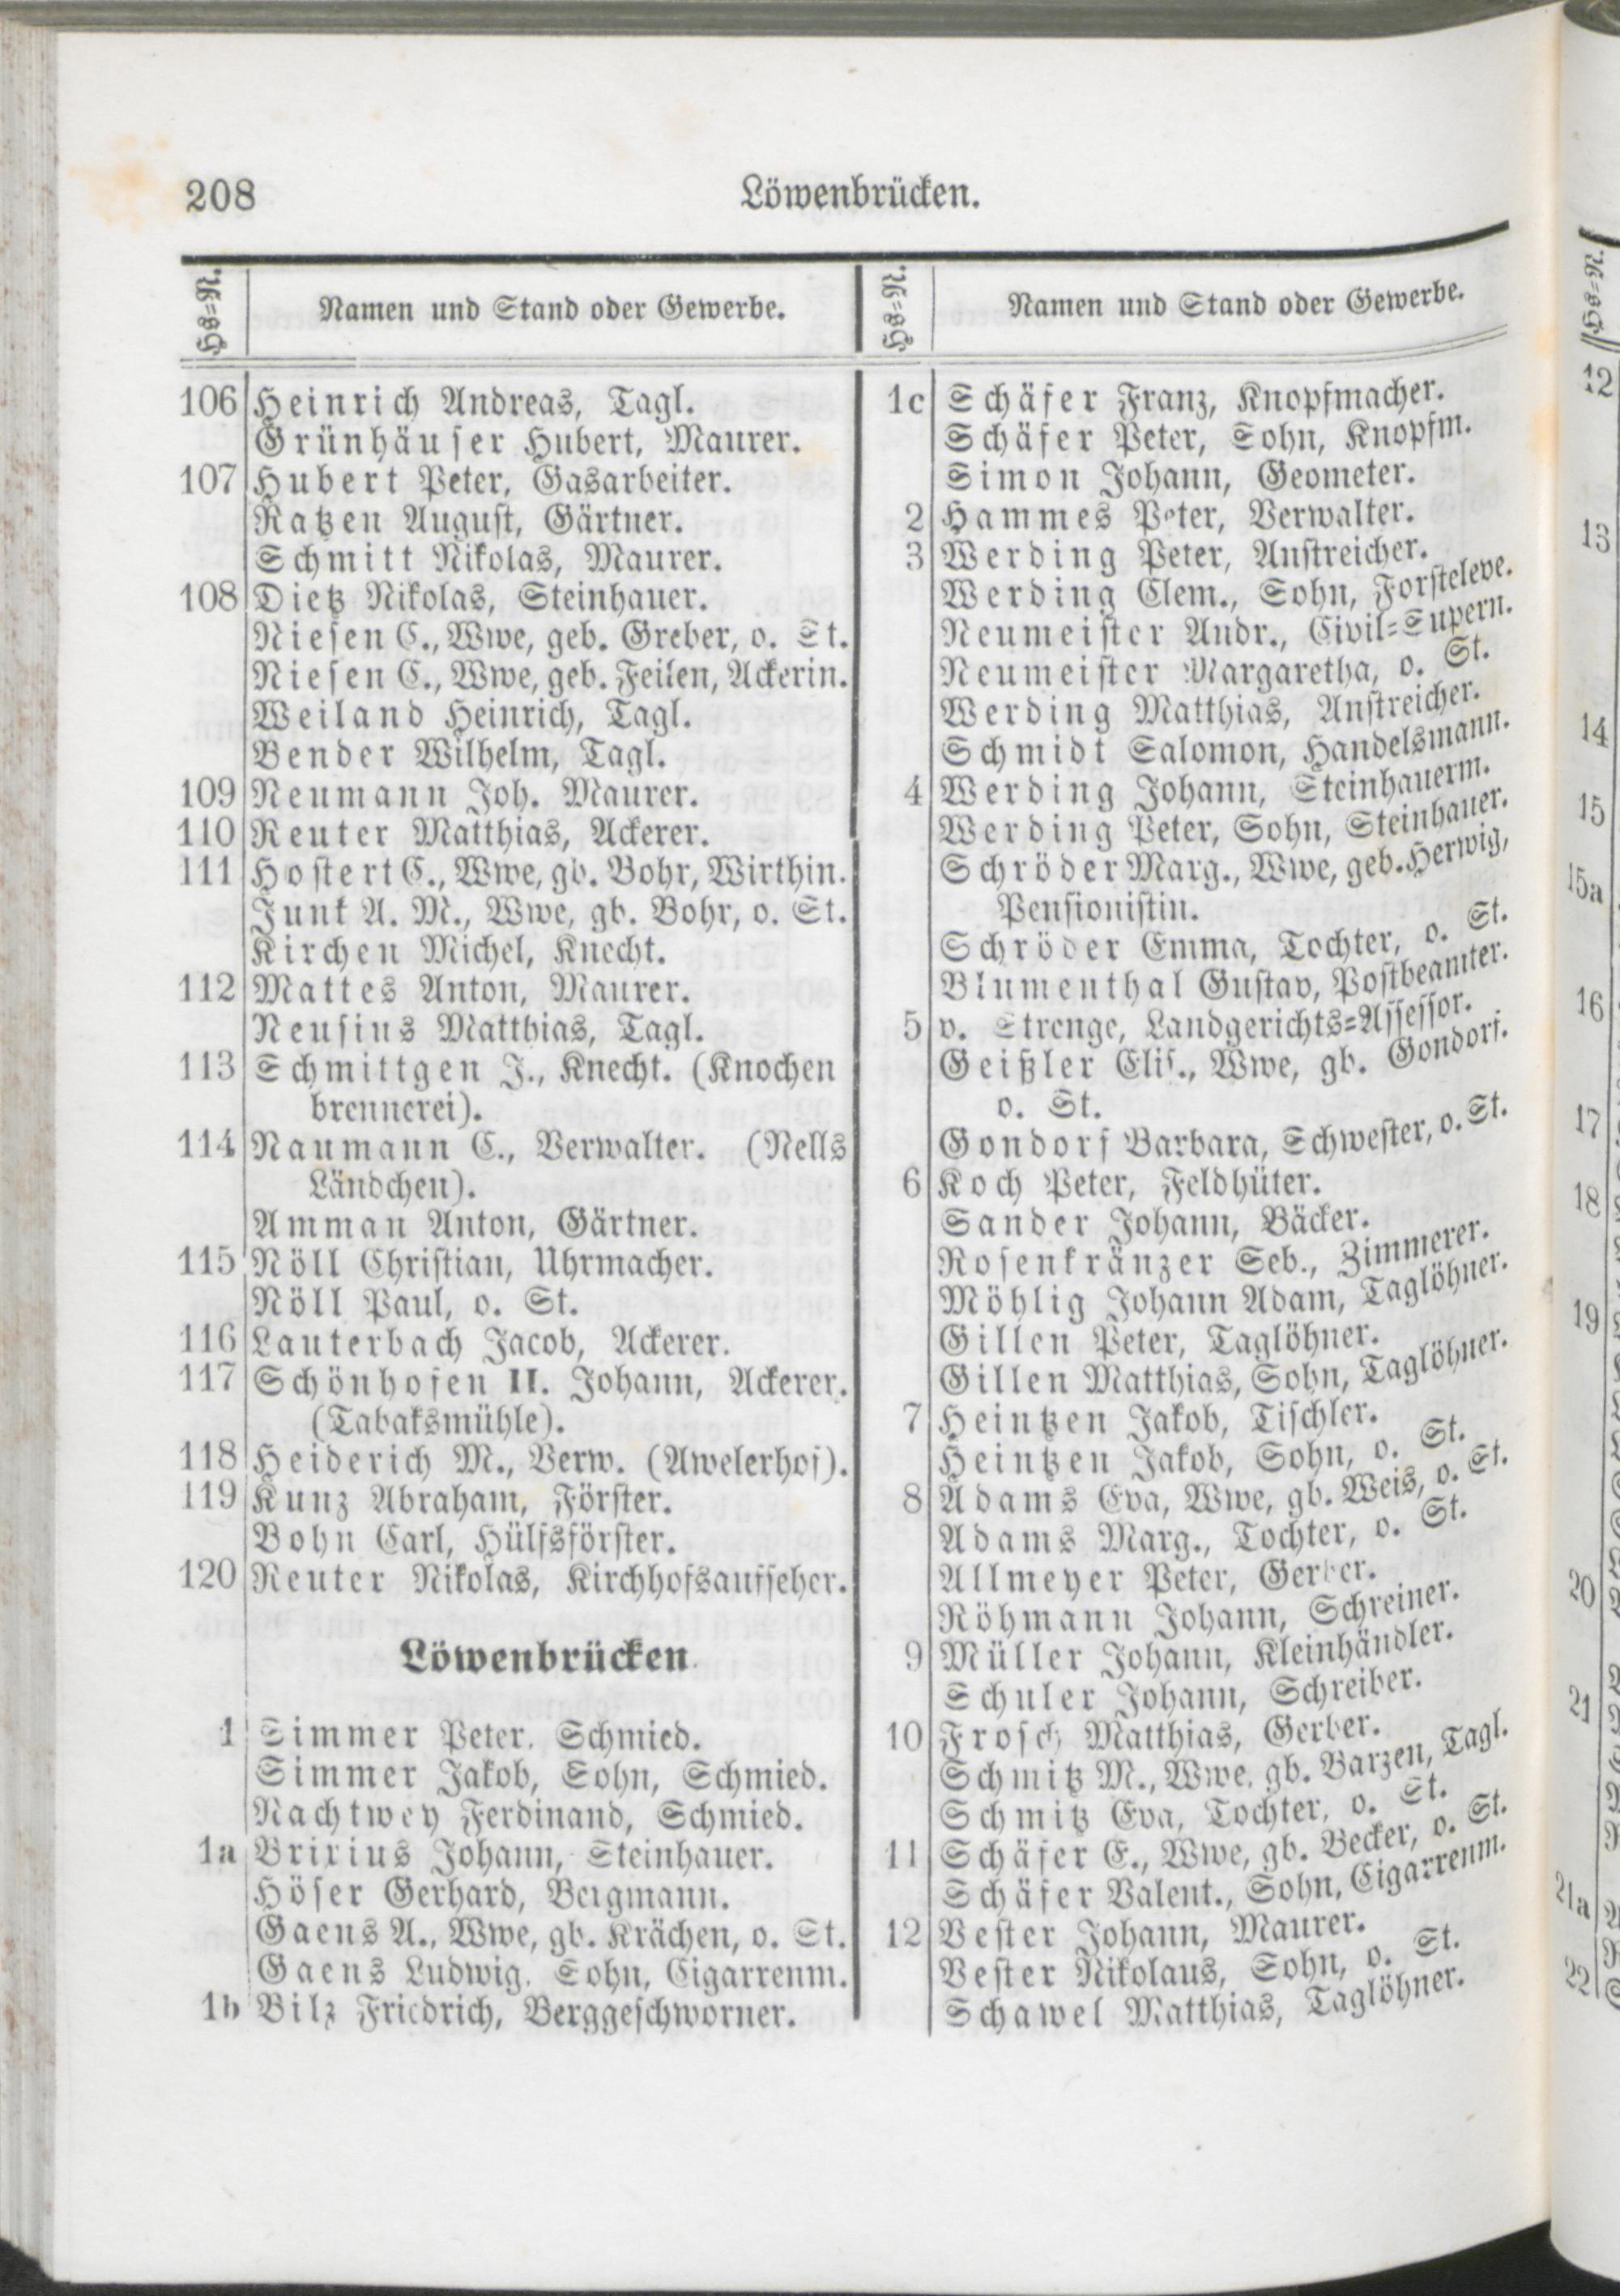 208
Löwenbrücken.
Hs=N.
Namen und Stand oder Gewerbe.
106 Heinrich Andreas, Tagl.
Grünhäuser Hubert, Maurer.
107 Hubert Peter, Gasarbeiter.
Ratzen August, Gärtner.
Schmitt Nikolas, Maurer.
108 Dietz Nikolas, Steinhauer.
Niesen C., Wwe, geb. Greber, o. St.
Niesen C., Wwe, geb. Feilen, Ackerin.
Weiland Heinrich, Tagl.
Bender Wilhelm, Tagl.
109 Neumann Joh. Maurer.
110 Reuter Matthias, Ackerer.
111 Hostert C., Wwe, gb. Bohr, Wirthin.
Junk A. M., Wwe, gb. Bohr, o. St.
Kirchen Michel, Knecht.
112 Mattes Anton, Maurer.
Neusius Matthias, Tagl.
113 Schmittgen J., Knecht. (Knochen
brennerei).
114 Naumann C., Verwalter. (Nells
Ländchen).
Amman Anton, Gärtner.
115 Nöll Christian, Uhrmacher.
Nöll Paul, o. St.
116 Lauterbach Jacob, Ackerer.
117 Schönhofen II. Johann, Ackerer.
(Tabaksmühle).
118 Heiderich M., Verw. (Awelerhof).
119 Kunz Abraham, Förster.
Bohn Carl, Hülfsförster.
120 Reuter Nikolas, Kirchhofsaufseher.
Löwenbrücken.
1 Simmer Peter, Schmied.
Simmer Jakob, Sohn, Schmied.
Nachtwey Ferdinand, Schmied.
1a Brixius Johann, Steinhauer.
Höser Gerhard, Bergmann.
Gaens A., Wwe, gb. Krächen, o. St.
Gaens Ludwig, Sohn, Cigarrenm.
1b Bilz Friedrich, Berggeschworner.
Hs=N.
Namen und Stand oder Gewerbe.
1c Schäfer Franz, Knopfmacher.
Schäfer Peter, Sohn, Knopfm.
Simon Johann, Geometer.
2 Hammes Peter, Verwalter.
3 Werding Peter, Anstreicher.
Werding Clem., Sohn, Forsteleve.
Neumeister Andr., Civil=Supern.
Neumeister Margaretha, o. St.
Werding Matthias, Anstreicher.
Schmidt Salomon, Handelsmann.
4 Werding Johann, Steinhauerm.
Werding Peter, Sohn, Steinhauer.
Schröder Marg., Wwe, geb. Herwig,
Pensionistin.
Schröder Emma, Tochter, o. St.
Blumenthal Gustav, Postbeamter.
5 v. Strenge, Landgerichts=Assessor.
Geißler Elis., Wwe, gb. Gondorf.
o. St.
Gondorf Barbara, Schwester, o. St.
6 Koch Peter, Feldhüter.
Sander Johann, Bäcker.
Rosenkränzer Seb., Zimmerer.
Möhlig Johann Adam, Taglöhner.
Gillen Peter, Taglöhner.
Gillen Matthias, Sohn, Taglöhner.
7 Heintzen Jakob, Tischler.
Heintzen Jakob, Sohn, o. St.
8 Adams Eva, Wwe, gb. Weis, o. St.
Adams Marg., Tochter, o. St.
Allmeyer Peter, Gerber.
Röhmann Johann, Schreiner.
9 Müller Johann, Kleinhändler.
Schuler Johann, Schreiber.
10 Frosch Matthias, Gerber.
Schmitz M., Wwe, gb. Barzen, Tagl.
Schmitz Eva, Tochter, o. St.
11 Schäfer E., Wwe, gb. Becker, o. St.
Schäfer Valent., Sohn, Cigarrenm.
12 Vester Johann, Maurer.
Vester Nikolaus, Sohn, o. St.
Schawel Matthias, Taglöhner.
Hs=N.
12
13
14
15
15a
16
17
18
19
20
21
21a
22